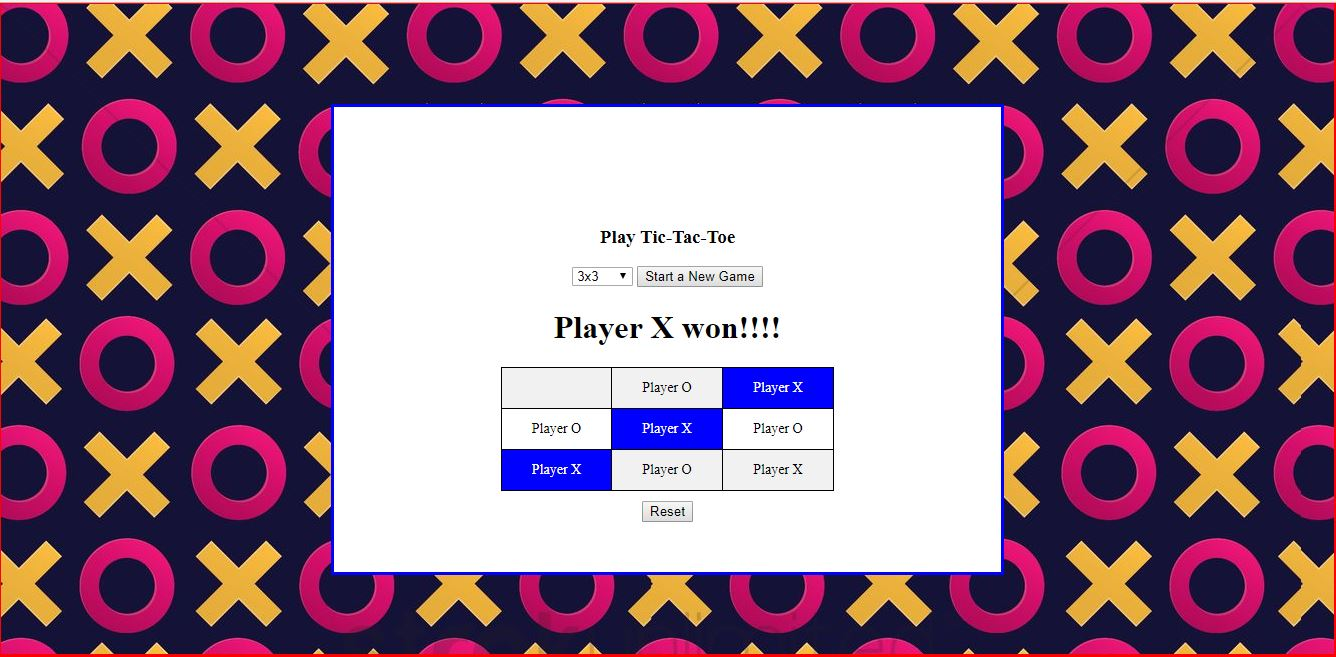 Play Tic-Tac-Toe
3x3 Start a New Game
Player X won!!!!
Player O Player X
Player O Player X Player O
Player X Player O Player X
Reset